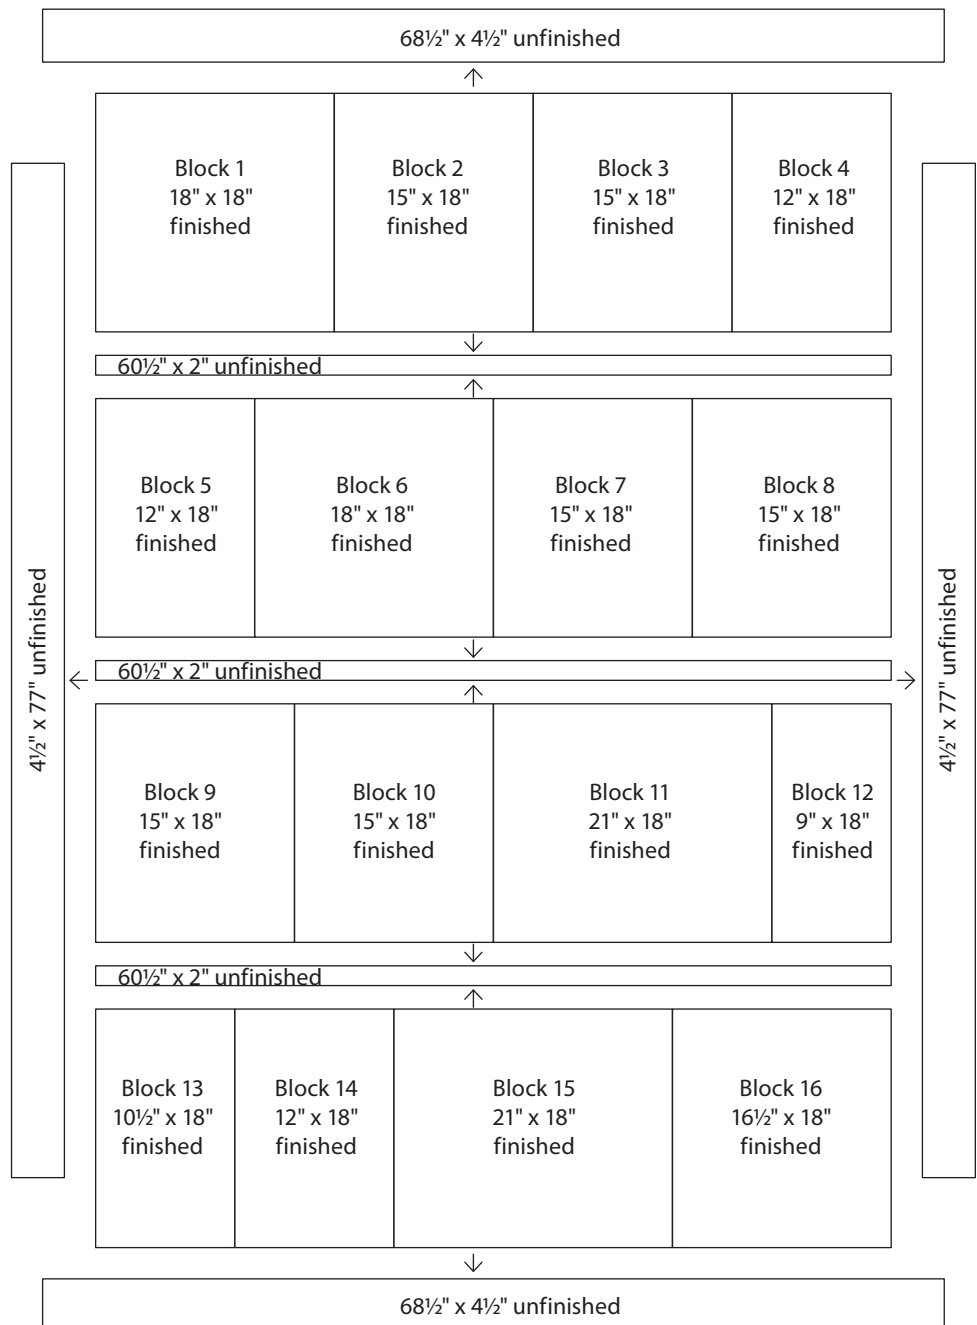 68½" x 4½" unfinished
Block 1
18" x 18"
finished
Block 2
15" x 18"
finished
Block 3
15" x 18"
finished
Block 4
12" x 18"
finished
60½" x 2" unfinished
Block 5
12" x 18"
finished
Block 6
18" x 18"
finished
Block 7
15" x 18"
finished
Block 8
15" x 18"
finished
4½" x 77" unfinished
60½" x 2" unfinished
4½" x 77" unfinished
Block 9
15" x 18"
finished
Block 10
15" x 18"
finished
Block 11
21" x 18"
finished
Block 12
9" x 18"
finished
60½" x 2" unfinished
Block 13
10½" x 18"
finished
Block 14
12" x 18"
finished
Block 15
21" x 18"
finished
Block 16
16½" x 18"
finished
68½" x 4½" unfinished